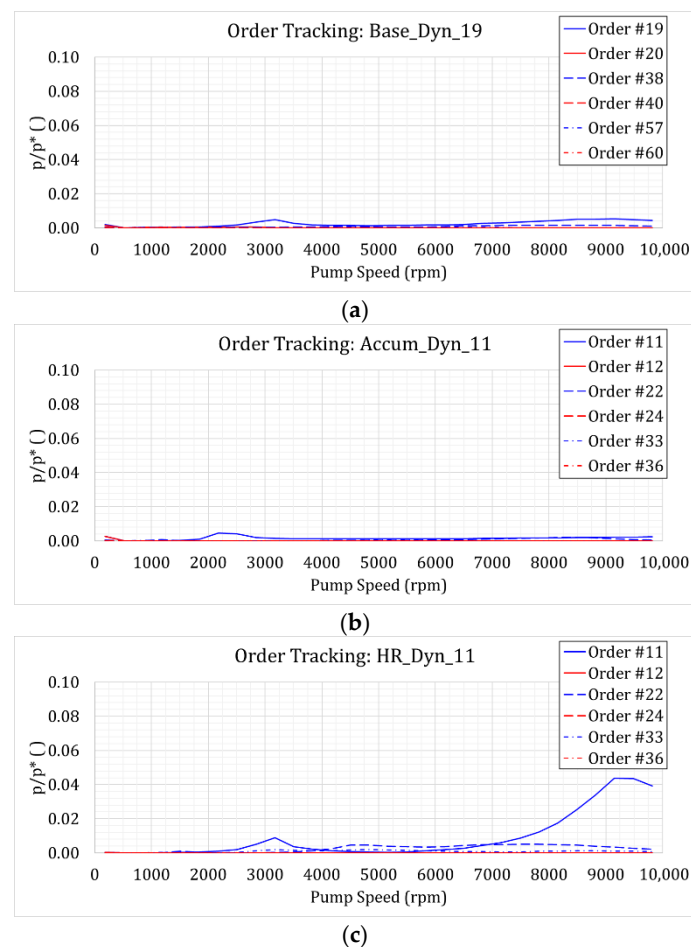 Order Tracking: Base_Dyn_19
Order #19
Order #20
Order #38
Order #40
Order #57
Order #60
p/p* ()
0.10
0.08
0.06
0.04
0.02
0.00
0 1000 2000 3000 4000 5000 6000 7000 8000 9000 10,000
Pump Speed (rpm)
(a)
Order Tracking: Accum_Dyn_11
Order #11
Order #12
Order #22
Order #24
Order #33
Order #36
p/p* ()
0.10
0.08
0.06
0.04
0.02
0.00
0 1000 2000 3000 4000 5000 6000 7000 8000 9000 10,000
Pump Speed (rpm)
(b)
Order Tracking: HR_Dyn_11
Order #11
Order #12
Order #22
Order #24
Order #33
Order #36
p/p* ()
0.10
0.08
0.06
0.04
0.02
0.00
0 1000 2000 3000 4000 5000 6000 7000 8000 9000 10,000
Pump Speed (rpm)
(c)